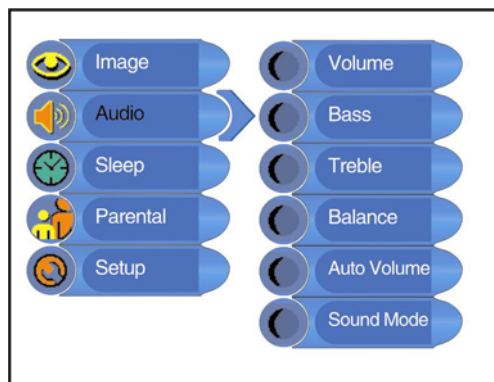 Image
Audio
Sleep
Parental
Setup
Volume
Bass
Treble
Balance
Auto Volume
Sound Mode